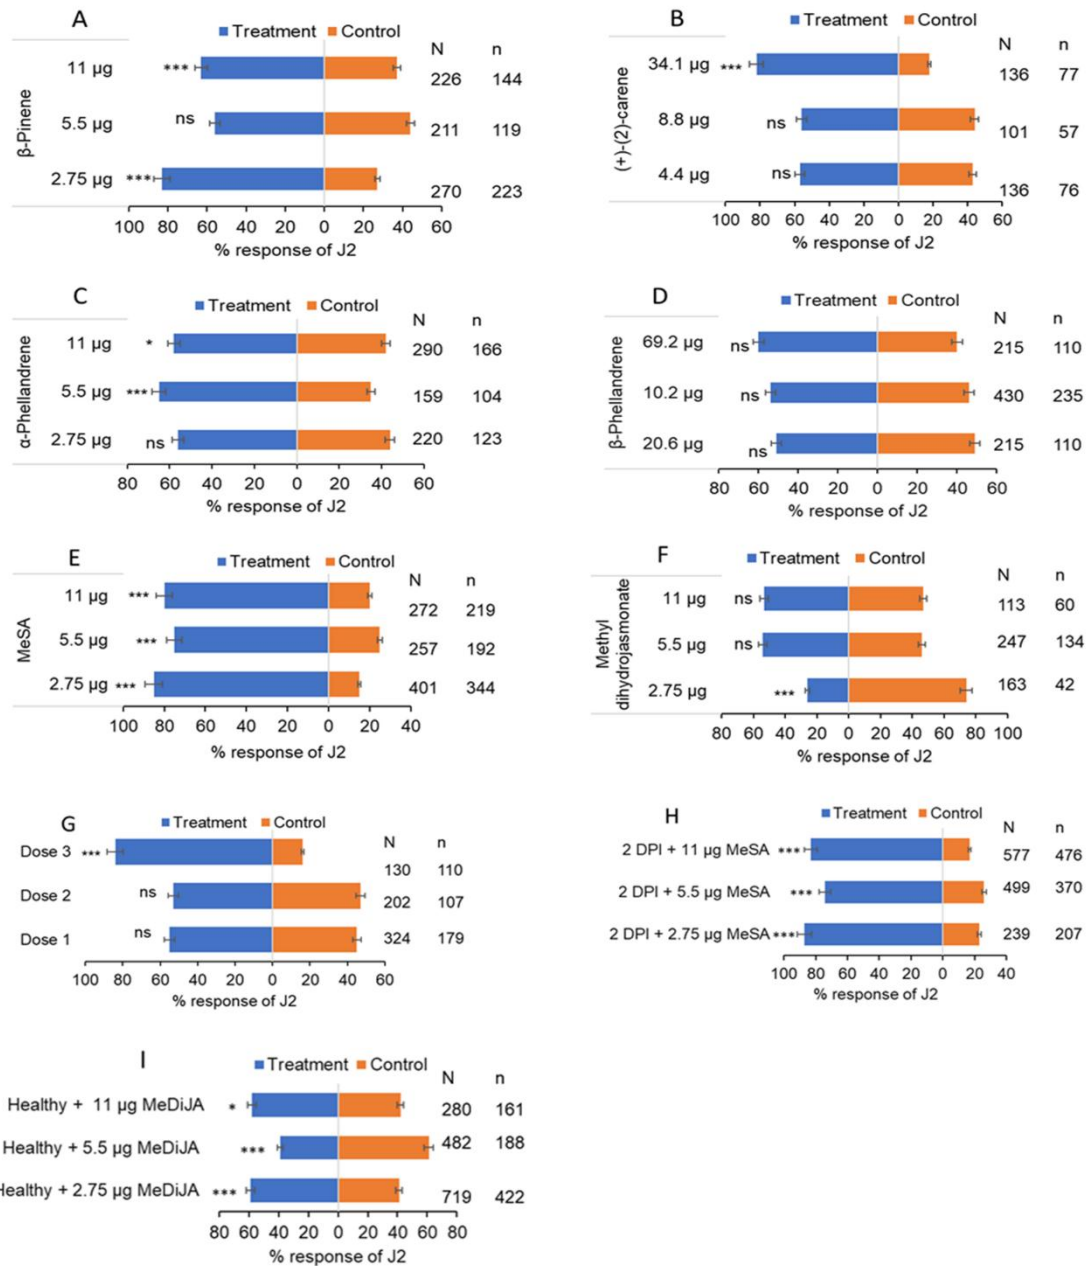 A
Treatment Control
N n
β-Pinene
11 µg *** 226 144
5.5 µg ns 211 119
2.75 µg *** 270 223
100 80 60 40 20 0 20 40 60
% response of J2
B
Treatment Control
N n
(+)-(2)-carene
34.1 µg *** 136 77
8.8 µg ns 101 57
4.4 µg ns 136 76
100 80 60 40 20 0 20 40 60
% response of J2
C
Treatment Control
N n
α-Phellandrene
11 µg * 290 166
5.5 µg *** 159 104
2.75 µg ns 220 123
80 60 40 20 0 20 40 60
% response of J2
D
Treatment Control
N n
β-Phellandrene
69.2 µg ns 215 110
10.2 µg ns 430 235
20.6 µg ns 215 110
80 60 40 20 0 20 40 60
% response of J2
E
Treatment Control
N n
MeSA
11 µg *** 272 219
5.5 µg *** 257 192
2.75 µg *** 401 344
100 80 60 40 20 0 20 40
% response of J2
F
Treatment Control
N n
Methyl
dihydrojasmonate
11 µg ns 113 60
5.5 µg ns 247 134
2.75 µg *** 163 42
80 60 40 20 0 20 40 60 80 100
% response of J2
G
Treatment Control
N n
Dose 3 *** 130 110
Dose 2 ns 202 107
Dose 1 ns 324 179
100 80 60 40 20 0 20 40 60
% response of J2
H
Treatment Control
N n
2 DPI + 11 µg MeSA *** 577 476
2 DPI + 5.5 µg MeSA *** 499 370
2 DPI + 2.75 µg MeSA *** 239 207
100 80 60 40 20 0 20 40
% response of J2
I
Treatment Control
N n
Healthy + 11 µg MeDiJA * 280 161
Healthy + 5.5 µg MeDiJA *** 482 188
Healthy + 2.75 µg MeDiJA *** 719 422
80 60 40 20 0 20 40 60 80
% response of J2